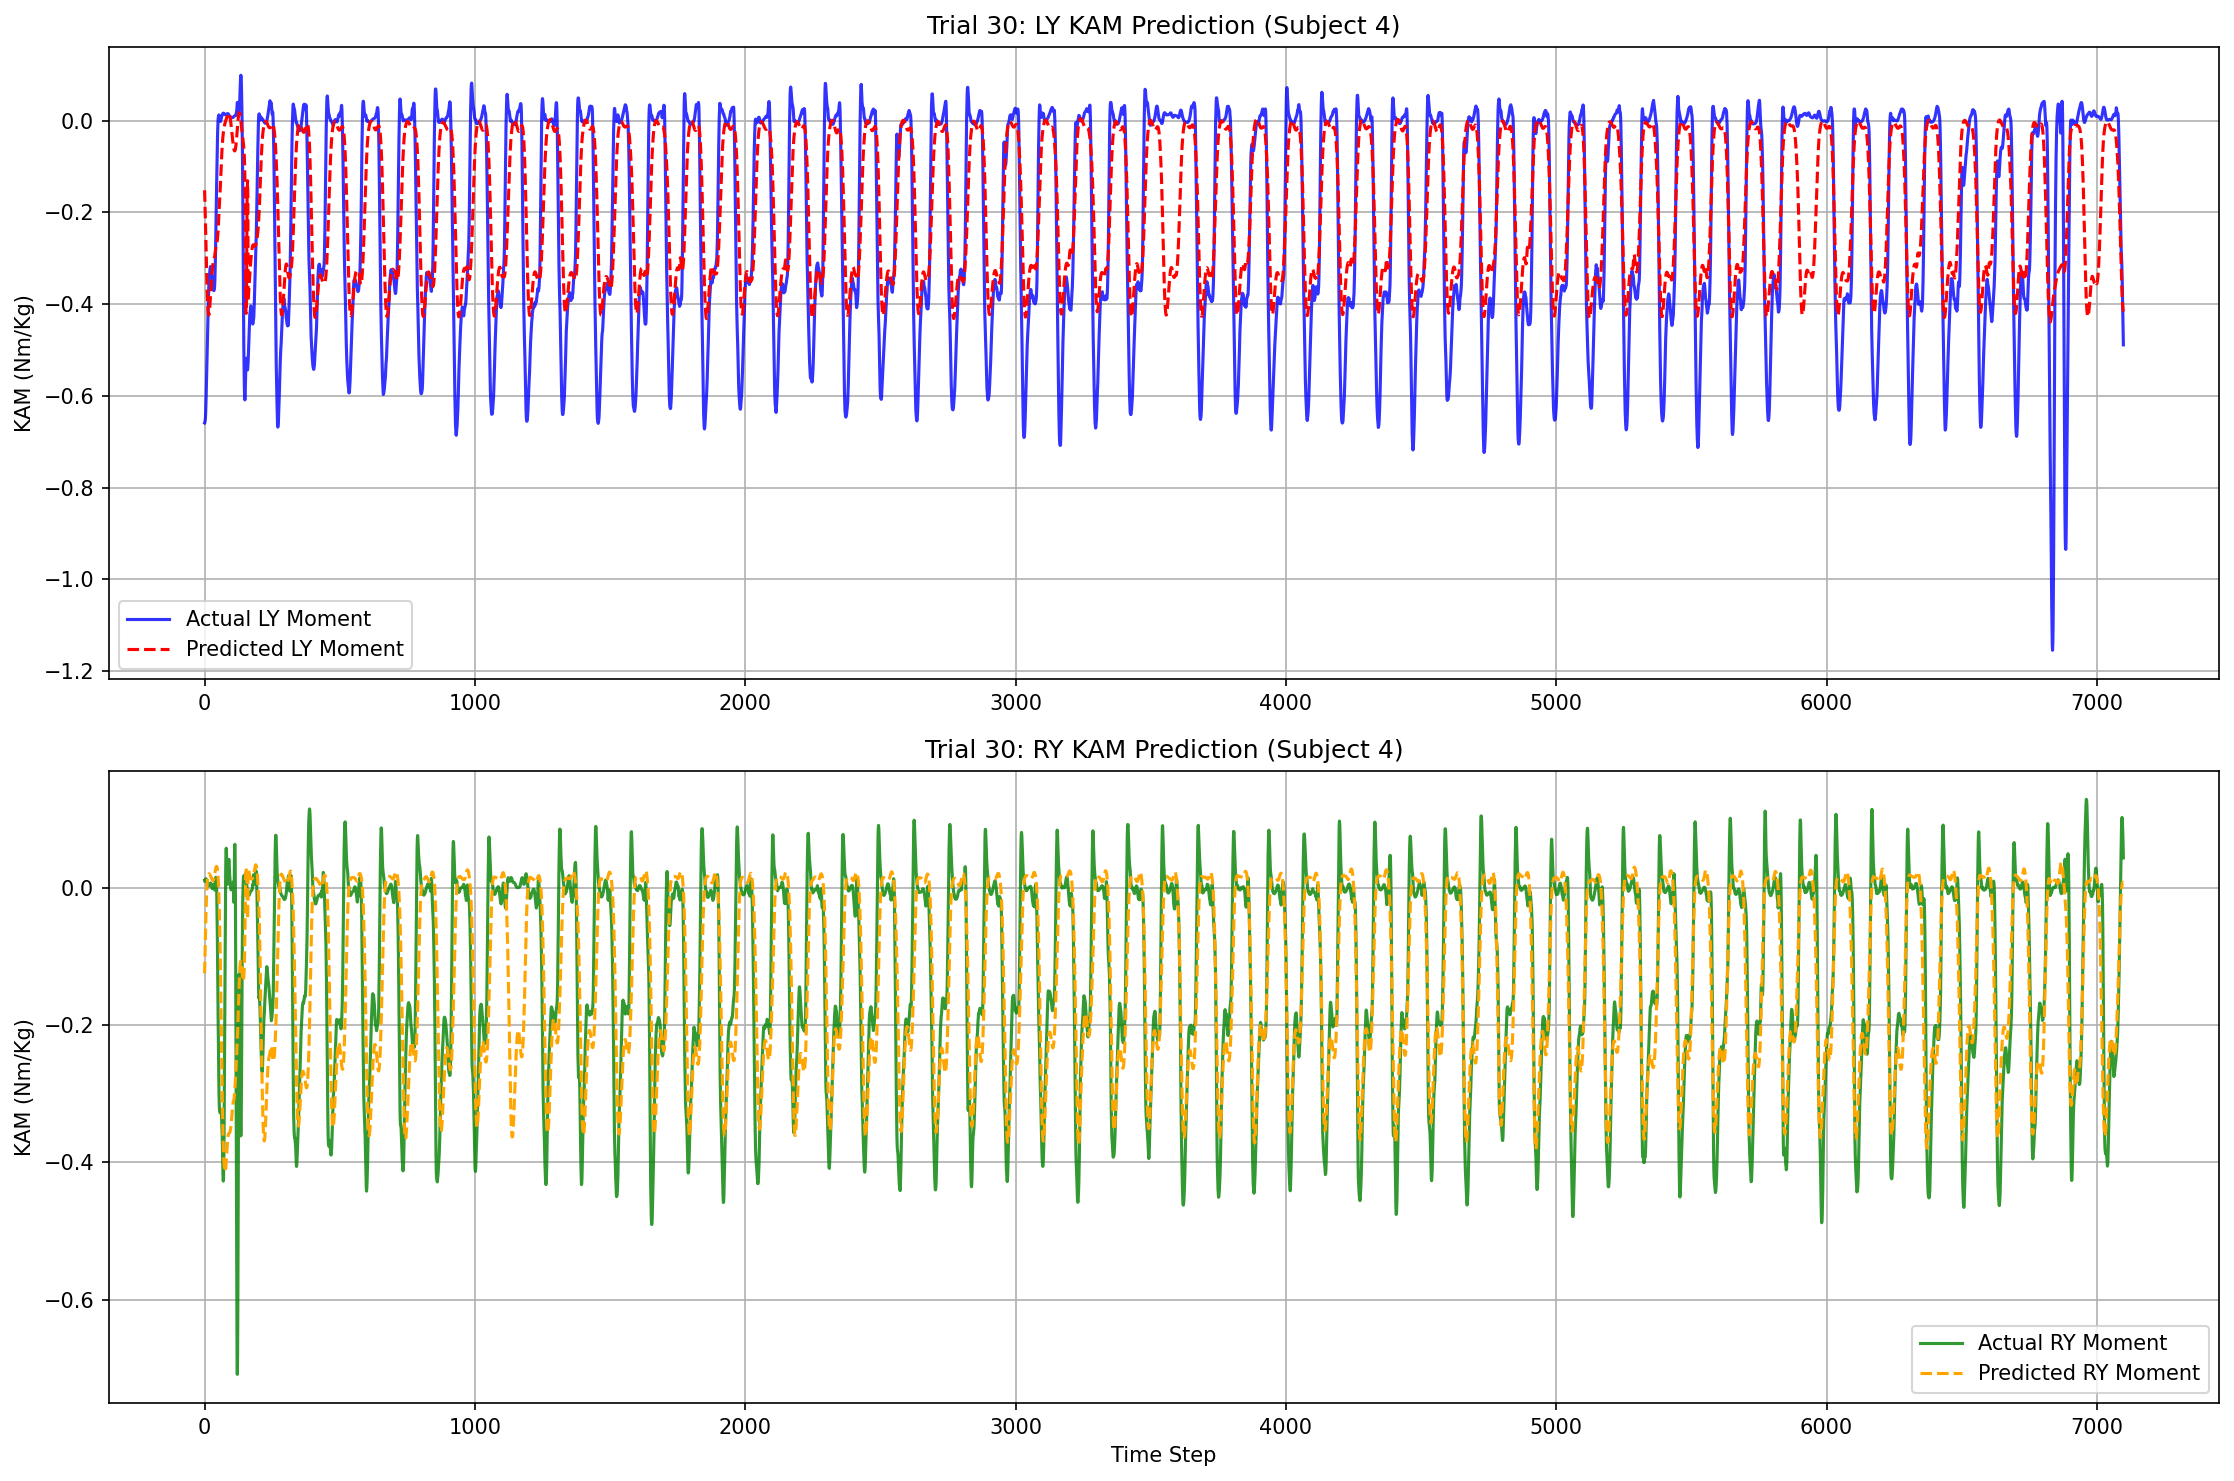 Trial 30: LY KAM Prediction (Subject 4)
KAM (Nm/Kg)
0.0
−0.2
−0.4
−0.6
−0.8
−1.0
−1.2
Actual LY Moment
Predicted LY Moment
0 1000 2000 3000 4000 5000 6000 7000
Trial 30: RY KAM Prediction (Subject 4)
KAM (Nm/Kg)
0.0
−0.2
−0.4
−0.6
Actual RY Moment
Predicted RY Moment
0 1000 2000 3000 4000 5000 6000 7000
Time Step